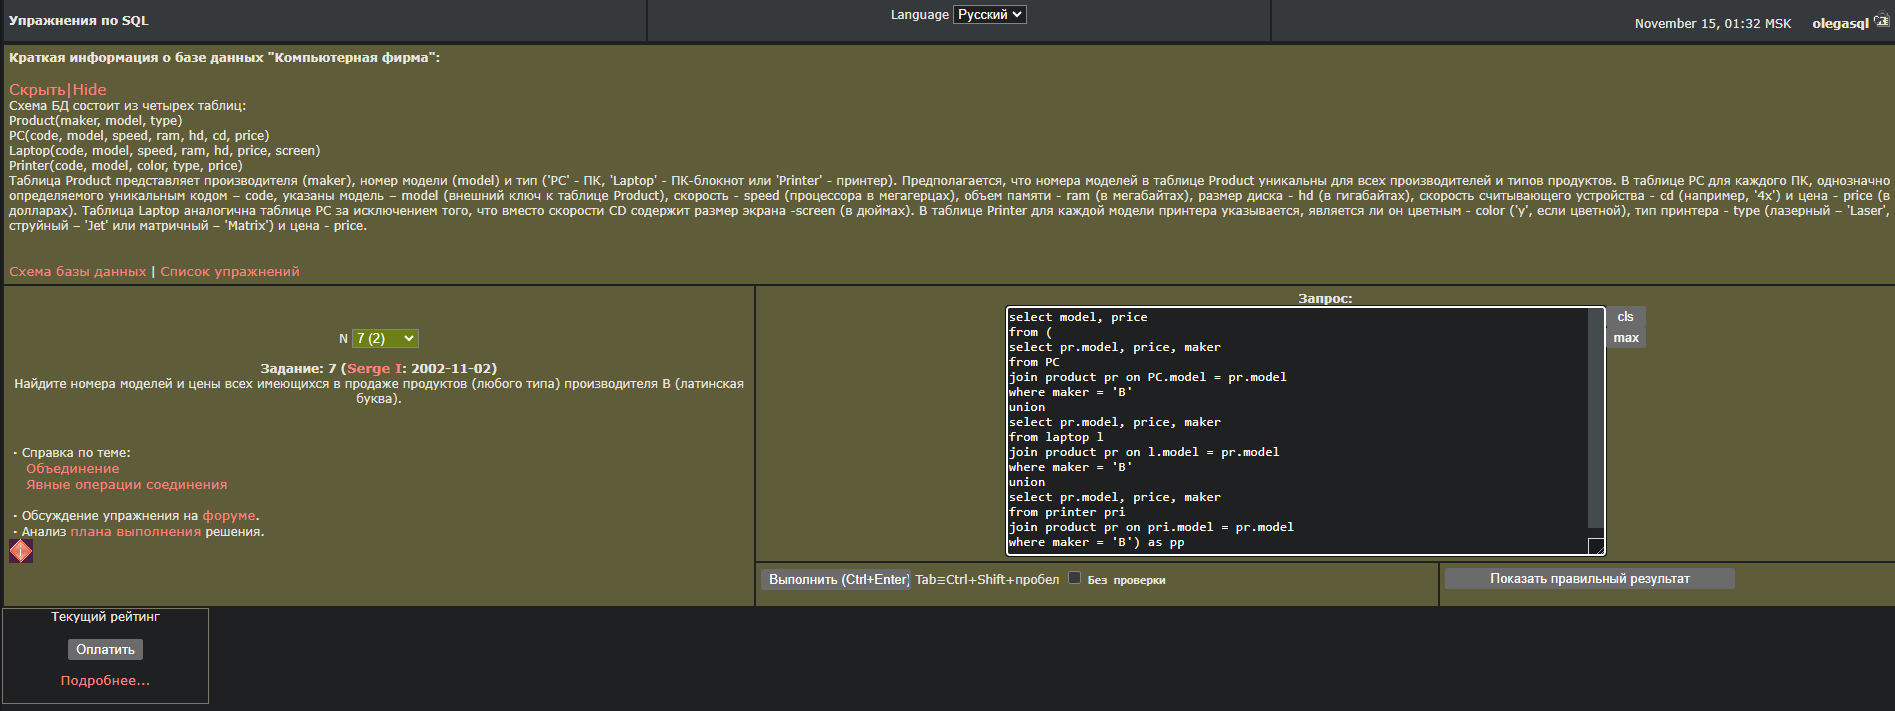 Упражнения по SQL
Language Русский
November 15, 01:32 MSK olegasql
Краткая информация о базе данных "Компьютерная фирма":
Скрыть|Hide
Схема БД состоит из четырех таблиц:
Product(maker, model, type)
PC(code, model, speed, ram, hd, cd, price)
Laptop(code, model, speed, ram, hd, price, screen)
Printer(code, model, color, type, price)
Таблица Product представляет производителя (maker), номер модели (model) и тип ('PC' - ПК, 'Laptop' - ПК-блокнот или 'Printer' - принтер). Предполагается, что номера моделей в таблице Product уникальны для всех производителей и типов продуктов. В таблице PC для каждого ПК, однозначно
определяемого уникальным кодом – code, указаны модель – model (внешний ключ к таблице Product), скорость - speed (процессора в мегагерцах), объем памяти - ram (в мегабайтах), размер диска - hd (в гигабайтах), скорость считывающего устройства - cd (например, '4x') и цена - price (в
долларах). Таблица Laptop аналогична таблице РС за исключением того, что вместо скорости CD содержит размер экрана -screen (в дюймах). В таблице Printer для каждой модели принтера указывается, является ли он цветным - color ('y', если цветной), тип принтера - type (лазерный – 'Laser',
струйный – 'Jet' или матричный – 'Matrix') и цена - price.
Схема базы данных | Список упражнений
N 7 (2)
Задание: 7 (Serge I: 2002-11-02)
Найдите номера моделей и цены всех имеющихся в продаже продуктов (любого типа) производителя B (латинская
буква).
· Справка по теме:
Объединение
Явные операции соединения
· Обсуждение упражнения на форуме.
· Анализ плана выполнения решения.
Запрос:
select model, price
from (
select pr.model, price, maker
from PC
join product pr on PC.model = pr.model
where maker = 'B'
union
select pr.model, price, maker
from laptop l
join product pr on l.model = pr.model
where maker = 'B'
union
select pr.model, price, maker
from printer pri
join product pr on pri.model = pr.model
where maker = 'B') as pp
cls
max
Выполнить (Ctrl+Enter) Tab≡Ctrl+Shift+пробел Без проверки
Показать правильный результат
Текущий рейтинг
Оплатить
Подробнее...